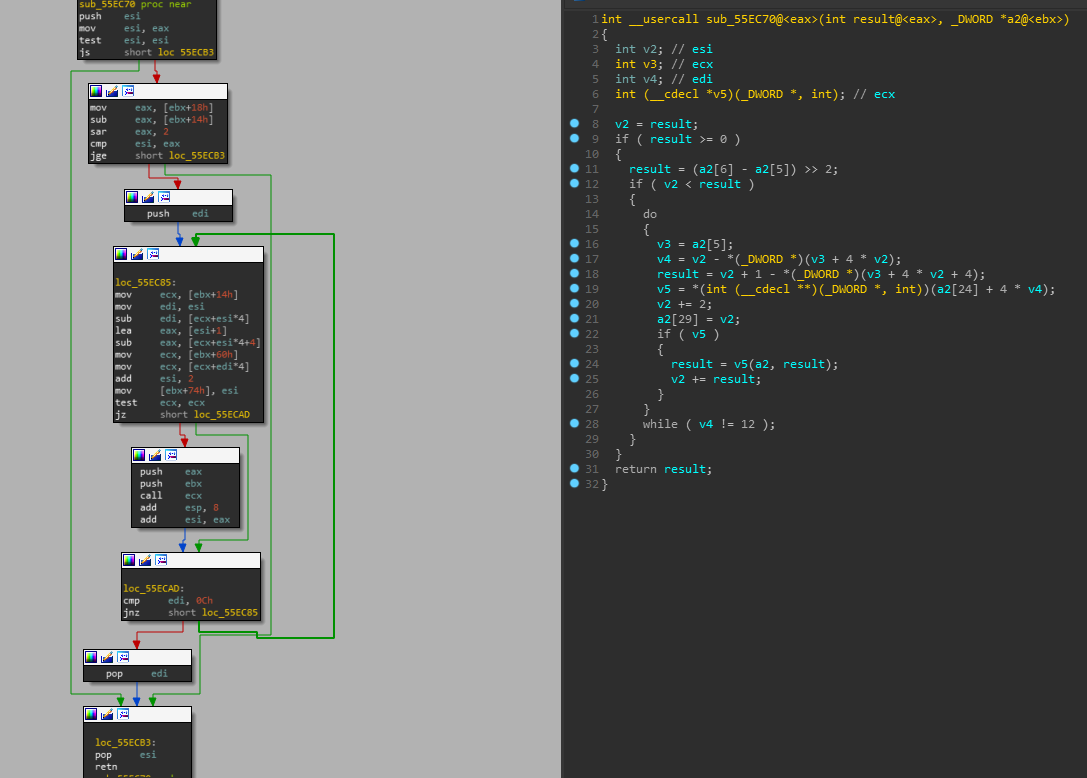 sub_55EC70 proc near
push esi
mov esi, eax
test esi, esi
js short loc_55ECB3
mov eax, [ebx+18h]
sub eax, [ebx+14h]
sar eax, 2
cmp esi, eax
jge short loc_55ECB3
push edi
loc_55EC85:
mov ecx, [ebx+14h]
mov edi, esi
sub edi, [ecx+esi*4]
lea eax, [esi+1]
sub eax, [ecx+esi*4+4]
mov ecx, [ebx+60h]
mov ecx, [ecx+edi*4]
add esi, 2
mov [ebx+74h], esi
test ecx, ecx
jz short loc_55ECAD
push eax
push ebx
call ecx
add esp, 8
add esi, eax
loc_55ECAD:
cmp edi, 0Ch
jnz short loc_55EC85
pop edi
loc_55ECB3:
pop esi
retn
1 int __usercall sub_55EC70@<eax>(int result@<eax>, _DWORD *a2@<ebx>)
2 {
3 int v2; // esi
4 int v3; // ecx
5 int v4; // edi
6 int (__cdecl *v5)(_DWORD *, int); // ecx
7
8 v2 = result;
9 if ( result >= 0 )
10 {
11 result = (a2[6] - a2[5]) >> 2;
12 if ( v2 < result )
13 {
14 do
15 {
16 v3 = a2[5];
17 v4 = v2 - *(_DWORD *)(v3 + 4 * v2);
18 result = v2 + 1 - *(_DWORD *)(v3 + 4 * v2 + 4);
19 v5 = *(int (__cdecl **)(_DWORD *, int))(a2[24] + 4 * v4);
20 v2 += 2;
21 a2[29] = v2;
22 if ( v5 )
23 {
24 result = v5(a2, result);
25 v2 += result;
26 }
27 }
28 while ( v4 != 12 );
29 }
30 }
31 return result;
32 }